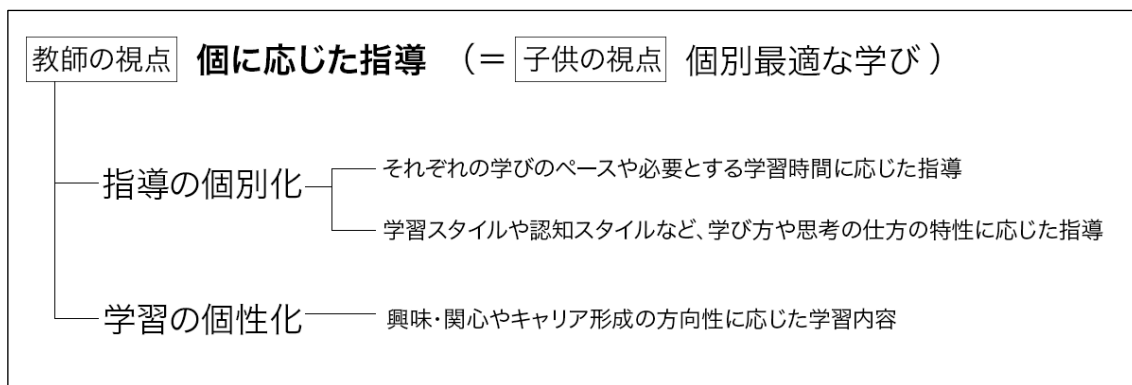 教師の視点 個に応じた指導 (= 子供の視点 個別最適な学び)
指導の個別化
それぞれの学びのペースや必要とする学習時間に応じた指導
学習スタイルや認知スタイルなど、学び方や思考の仕方の特性に応じた指導
学習の個性化 興味・関心やキャリア形成の方向性に応じた学習内容